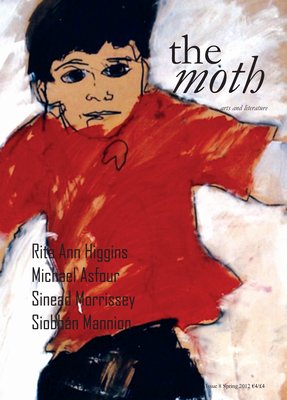 the
moth
arts and literature
Rita Ann Higgins
Michael Asfour
Sinead Morrissey
Siobhán Mannion
Issue 8 Spring 2012 €4/£4